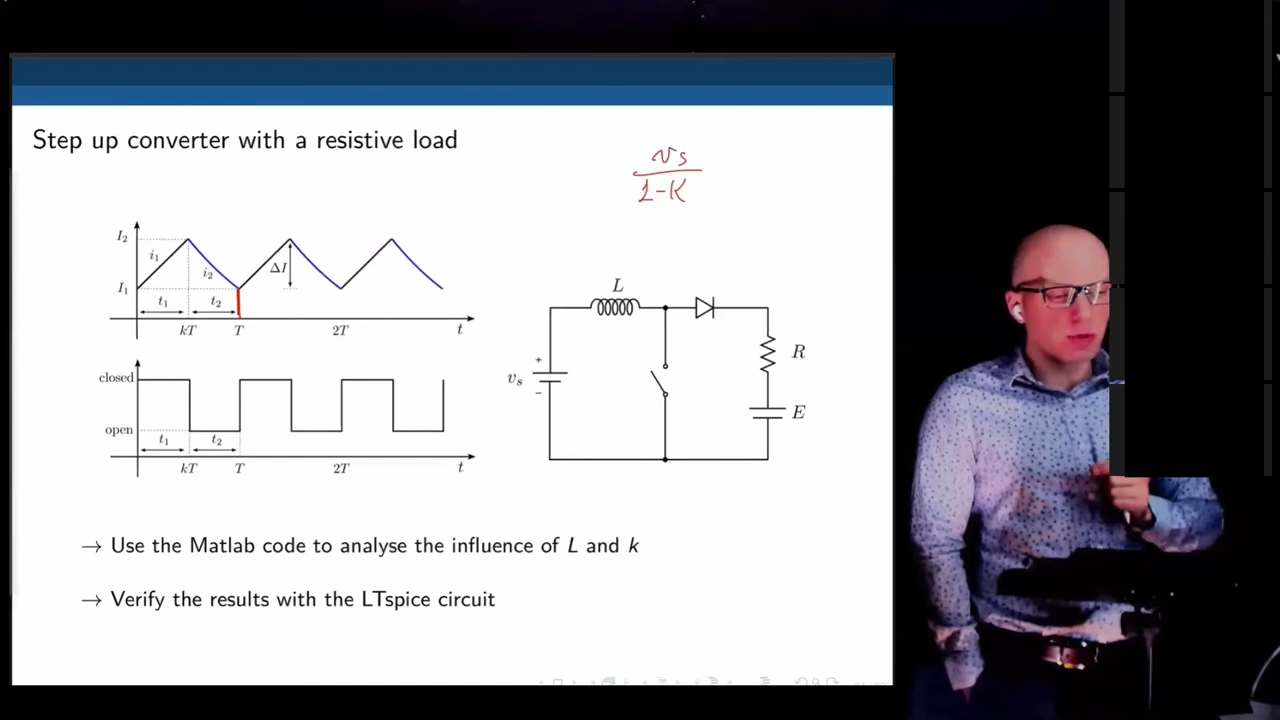 Step up converter with a resistive load
vs
1-K
I₂
i₁
i₂
ΔI
I₁
t₁ t₂
kT T 2T t
closed
open
t₁ t₂
kT T 2T t
L
+
vₛ
−
R
E
→ Use the Matlab code to analyse the influence of L and k
→ Verify the results with the LTspice circuit